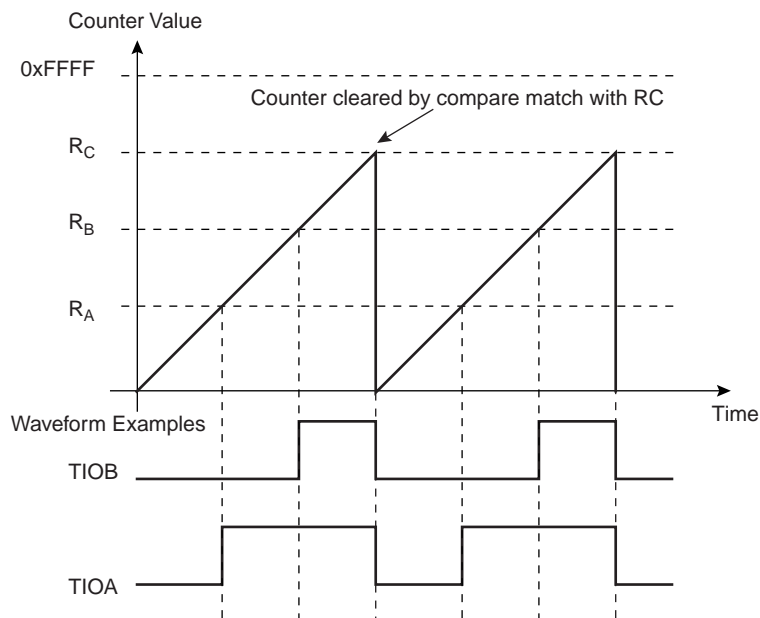 Counter Value
0xFFFF
Counter cleared by compare match with RC
RC
RB
RA
Time
Waveform Examples
TIOB
TIOA